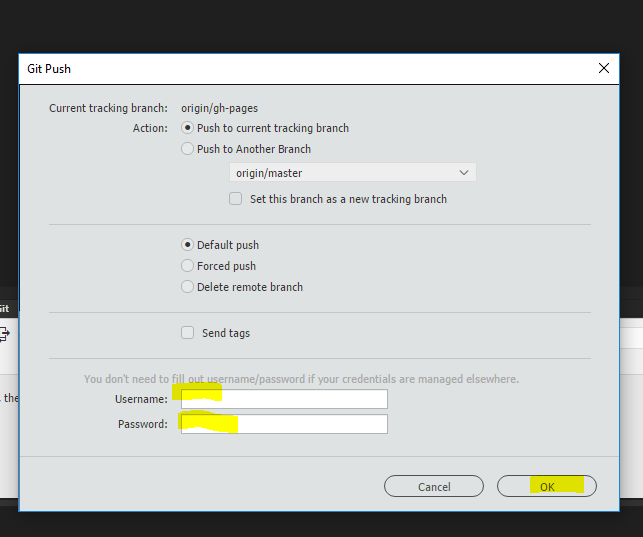 Git Push
Current tracking branch: origin/gh-pages
Action: Push to current tracking branch
Push to Another Branch
origin/master
Set this branch as a new tracking branch
Default push
Forced push
Delete remote branch
Git
Send tags
You don't need to fill out username/password if your credentials are managed elsewhere.
, the
Username:
Password:
Cancel
OK